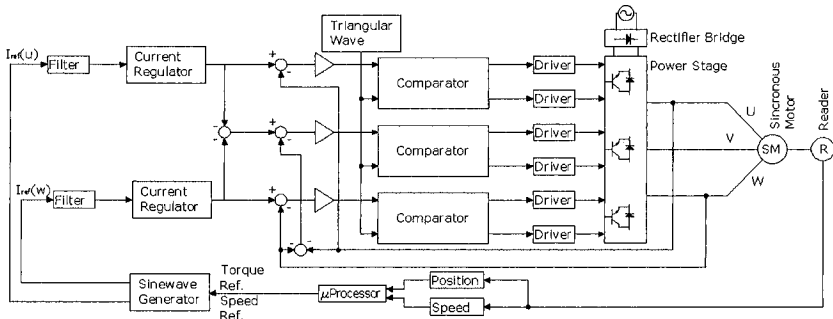 Triangular
Wave
Rectifier Bridge
Iref(u)
Filter
Current
Regulator
+
-
Comparator
Driver
Driver
Power Stage
Sincronous
Motor
Reader
U
V
W
SM
R
-
-
+
-
Comparator
Driver
Driver
Iref(w)
Filter
Current
Regulator
+
-
Comparator
Driver
Driver
-
-
Sinewave
Generator
Torque
Ref.
Speed
Ref.
µProcessor
Position
Speed